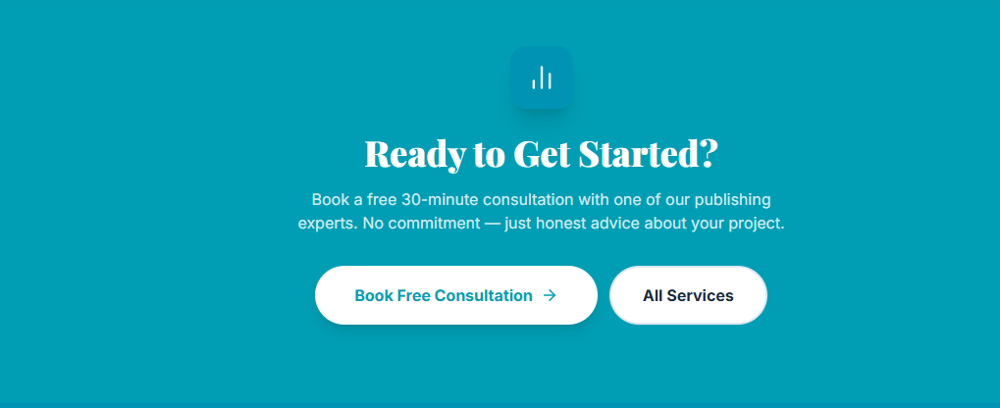 Ready to Get Started?
Book a free 30-minute consultation with one of our publishing
experts. No commitment — just honest advice about your project.
Book Free Consultation →
All Services